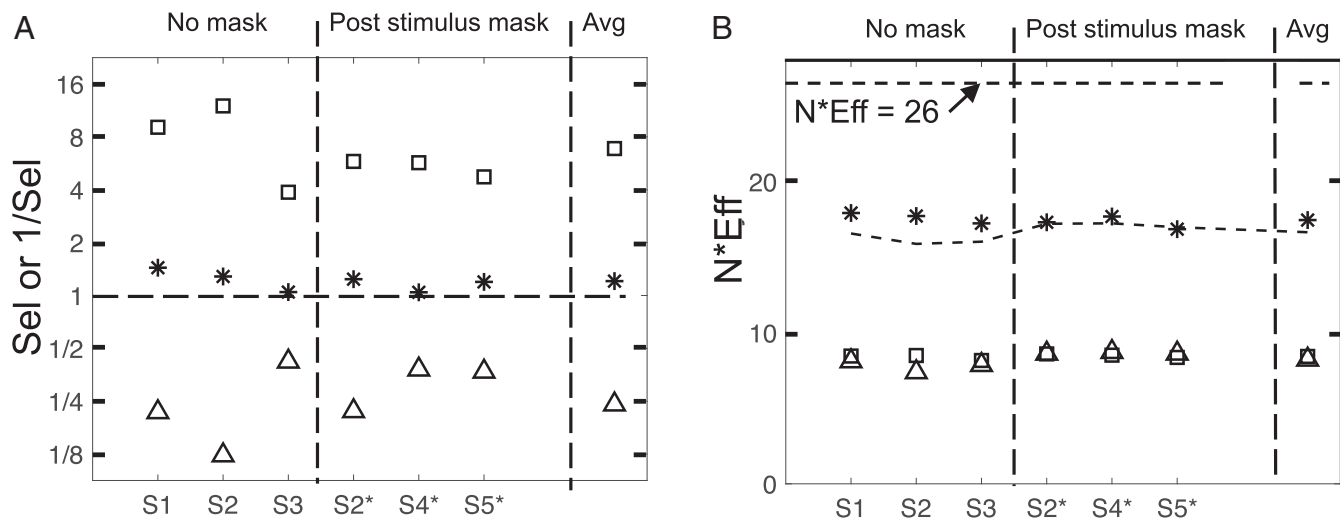 A
No mask
Post stimulus mask
Avg
Sel or 1/Sel
16
8
4
2
1
1/2
1/4
1/8
S1
S2
S3
S2*
S4*
S5*
B
No mask
Post stimulus mask
Avg
N*Eff
N*Eff = 26
20
10
0
S1
S2
S3
S2*
S4*
S5*